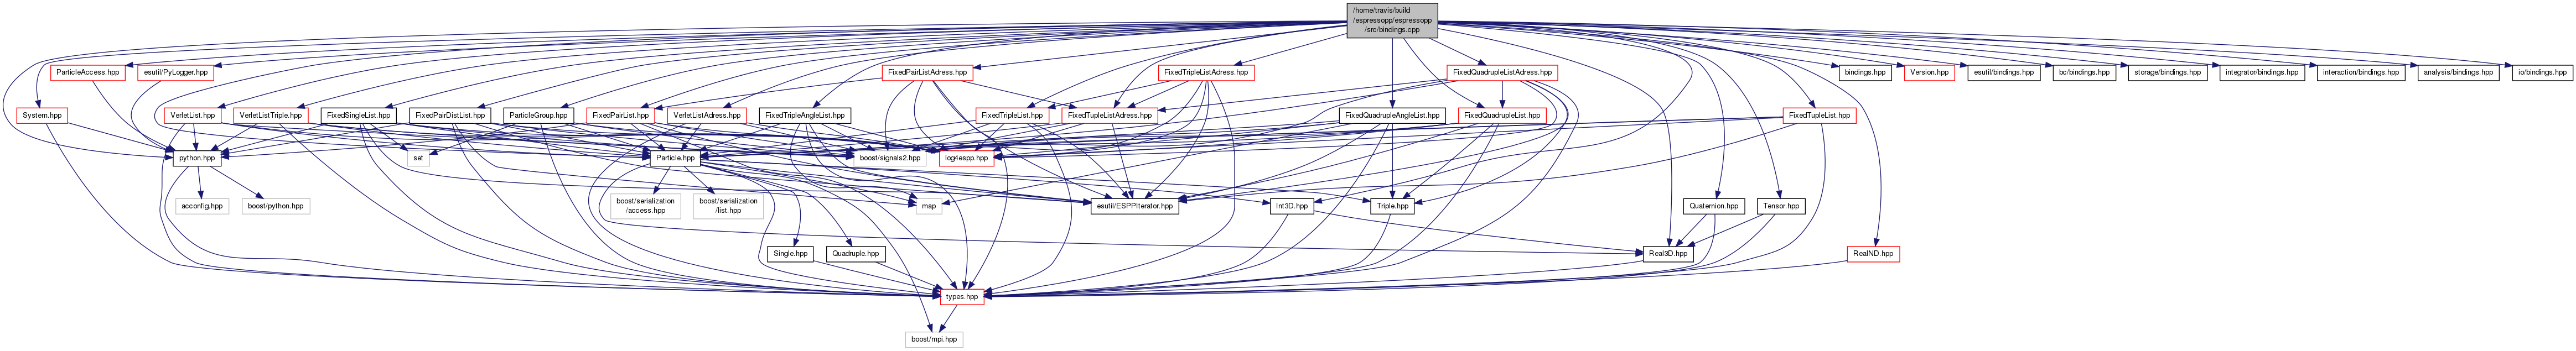 /home/travis/build
/espressopp/espressopp
/src/bindings.cpp
ParticleAccess.hpp
esutil/PyLogger.hpp
FixedPairListAdress.hpp
FixedTripleListAdress.hpp
FixedQuadrupleListAdress.hpp
bindings.hpp
Version.hpp
esutil/bindings.hpp
bc/bindings.hpp
storage/bindings.hpp
integrator/bindings.hpp
interaction/bindings.hpp
analysis/bindings.hpp
io/bindings.hpp
System.hpp
VerletList.hpp
VerletListTriple.hpp
FixedSingleList.hpp
FixedPairDistList.hpp
ParticleGroup.hpp
FixedPairList.hpp
VerletListAdress.hpp
FixedTripleAngleList.hpp
FixedTripleList.hpp
FixedTupleListAdress.hpp
FixedQuadrupleAngleList.hpp
FixedQuadrupleList.hpp
FixedTupleList.hpp
python.hpp
set
Particle.hpp
boost/signals2.hpp
log4espp.hpp
acconfig.hpp
boost/python.hpp
boost/serialization
/access.hpp
boost/serialization
/list.hpp
map
esutil/ESPPIterator.hpp
Int3D.hpp
Triple.hpp
Quaternion.hpp
Tensor.hpp
Single.hpp
Quadruple.hpp
Real3D.hpp
RealND.hpp
types.hpp
boost/mpi.hpp